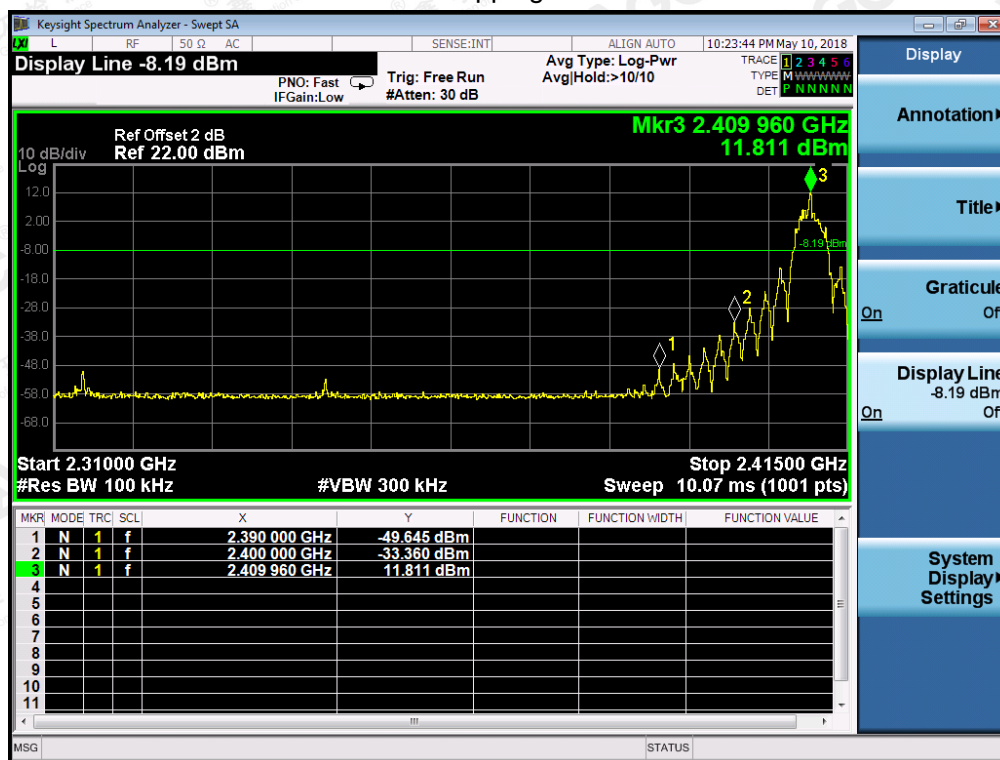 Keysight Spectrum Analyzer - Swept SA
LXI L RF 50 Ω AC SENSE:INT ALIGN AUTO 10:23:44 PM May 10, 2018
Display Line -8.19 dBm
PNO: Fast
IFGain:Low
Trig: Free Run
#Atten: 30 dB
Avg Type: Log-Pwr
Avg|Hold:>10/10
TRACE 1 2 3 4 5 6
TYPE M WWWWW
DET P N N N N N
Display
Annotation
Title
Graticule
On Of
Display Line
-8.19 dBm
On Of
System
Display
Settings
Mkr3 2.409 960 GHz
11.811 dBm
Ref Offset 2 dB
10 dB/div Ref 22.00 dBm
Log
12.0
2.00
-8.00
-18.0
-28.0
-38.0
-48.0
-58.0
-68.0
3
-8.19 dBm
2
1
Start 2.31000 GHz Stop 2.41500 GHz
#Res BW 100 kHz #VBW 300 kHz Sweep 10.07 ms (1001 pts)
MKR MODE TRC SCL X Y FUNCTION FUNCTION WIDTH FUNCTION VALUE
1 N 1 f 2.390 000 GHz -49.645 dBm
2 N 1 f 2.400 000 GHz -33.360 dBm
3 N 1 f 2.409 960 GHz 11.811 dBm
4
5
6
7
8
9
10
11
MSG STATUS